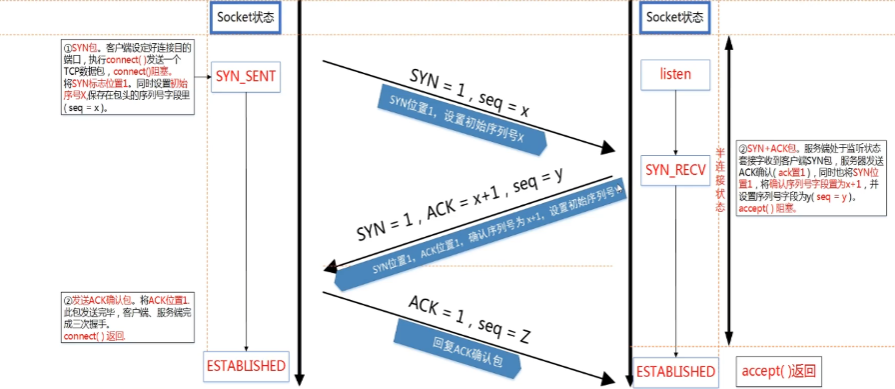 Socket状态
Socket状态
①SYN包。客户端设定好连接目的
端口，执行connect( )发送一个
TCP数据包，connect()阻塞。
将SYN标志位置1。同时设置初始
序号X,保存在包头的序列号字段里
( seq = x )。
SYN_SENT
SYN = 1 , seq = x
SYN位置1，设置初始序列号X
listen
SYN_RECV
半连接状态
②SYN+ACK包。服务端处于监听状态
套接字收到客户端SYN包，服务器发送
ACK确认( ack置1 )，同时也将SYN位
置1，将确认序列号字段置为x+1，并
设置序列号字段为y( seq = y )。
accept( ) 阻塞。
SYN = 1 , ACK = x+1 , seq = y
SYN位置1，ACK位置1，确认序列号为 x+1，设置初始序列号
②发送ACK确认包。将ACK位置1.
此包发送完毕，客户端、服务端完
成三次握手。
connect( ) 返回
ACK = 1 , seq = Z
回复ACK确认包
ESTABLISHED
ESTABLISHED
accept( )返回